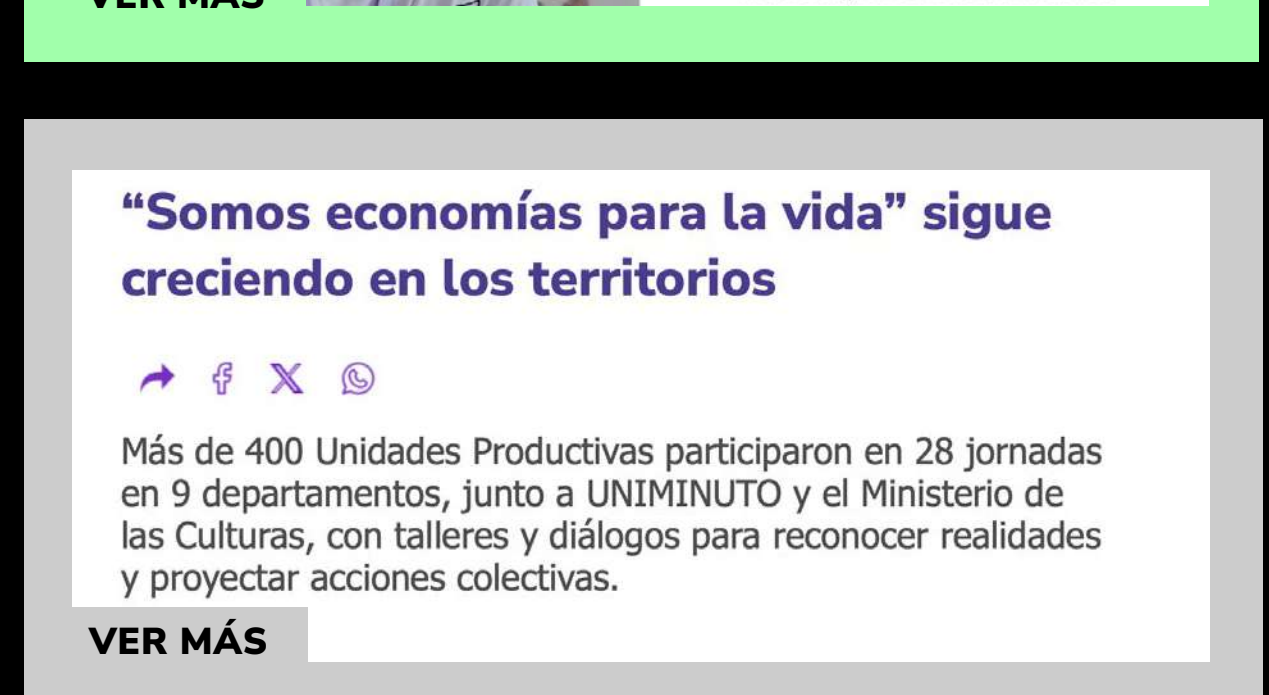 VER MÁS
“Somos economías para la vida” sigue
creciendo en los territorios
Más de 400 Unidades Productivas participaron en 28 jornadas
en 9 departamentos, junto a UNIMINUTO y el Ministerio de
las Culturas, con talleres y diálogos para reconocer realidades
y proyectar acciones colectivas.
VER MÁS